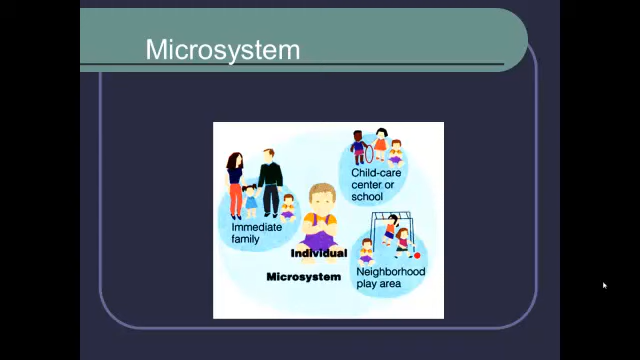 Microsystem
Child-care
center or
school
Immediate
family
Individual
Microsystem
Neighborhood
play area